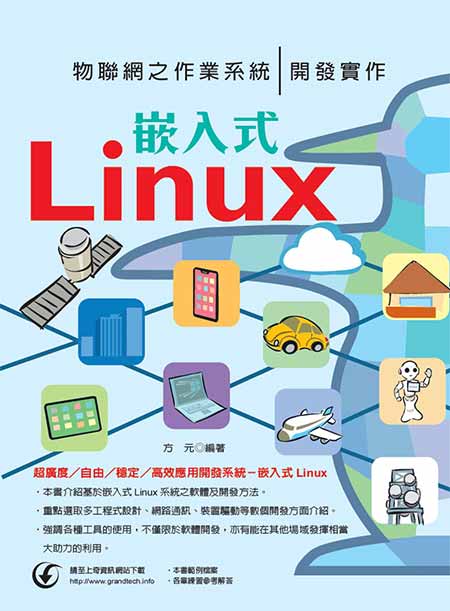 物聯網之作業系統｜開發實作
嵌入式
Linux
方　元◎編著
超廣度／自由／穩定／高效應用開發系統－嵌入式 Linux
・本書介紹基於嵌入式 Linux 系統之軟體及開發方法。
・重點選取多工程式設計、網路通訊、裝置驅動等數個開發方面介紹。
・強調各種工具的使用，不僅限於軟體開發，亦有能在其他場域發揮相當
大助力的利用。
請至上奇資訊網站下載
http://www.grandtech.info
・本書範例檔案
・各章練習參考解答